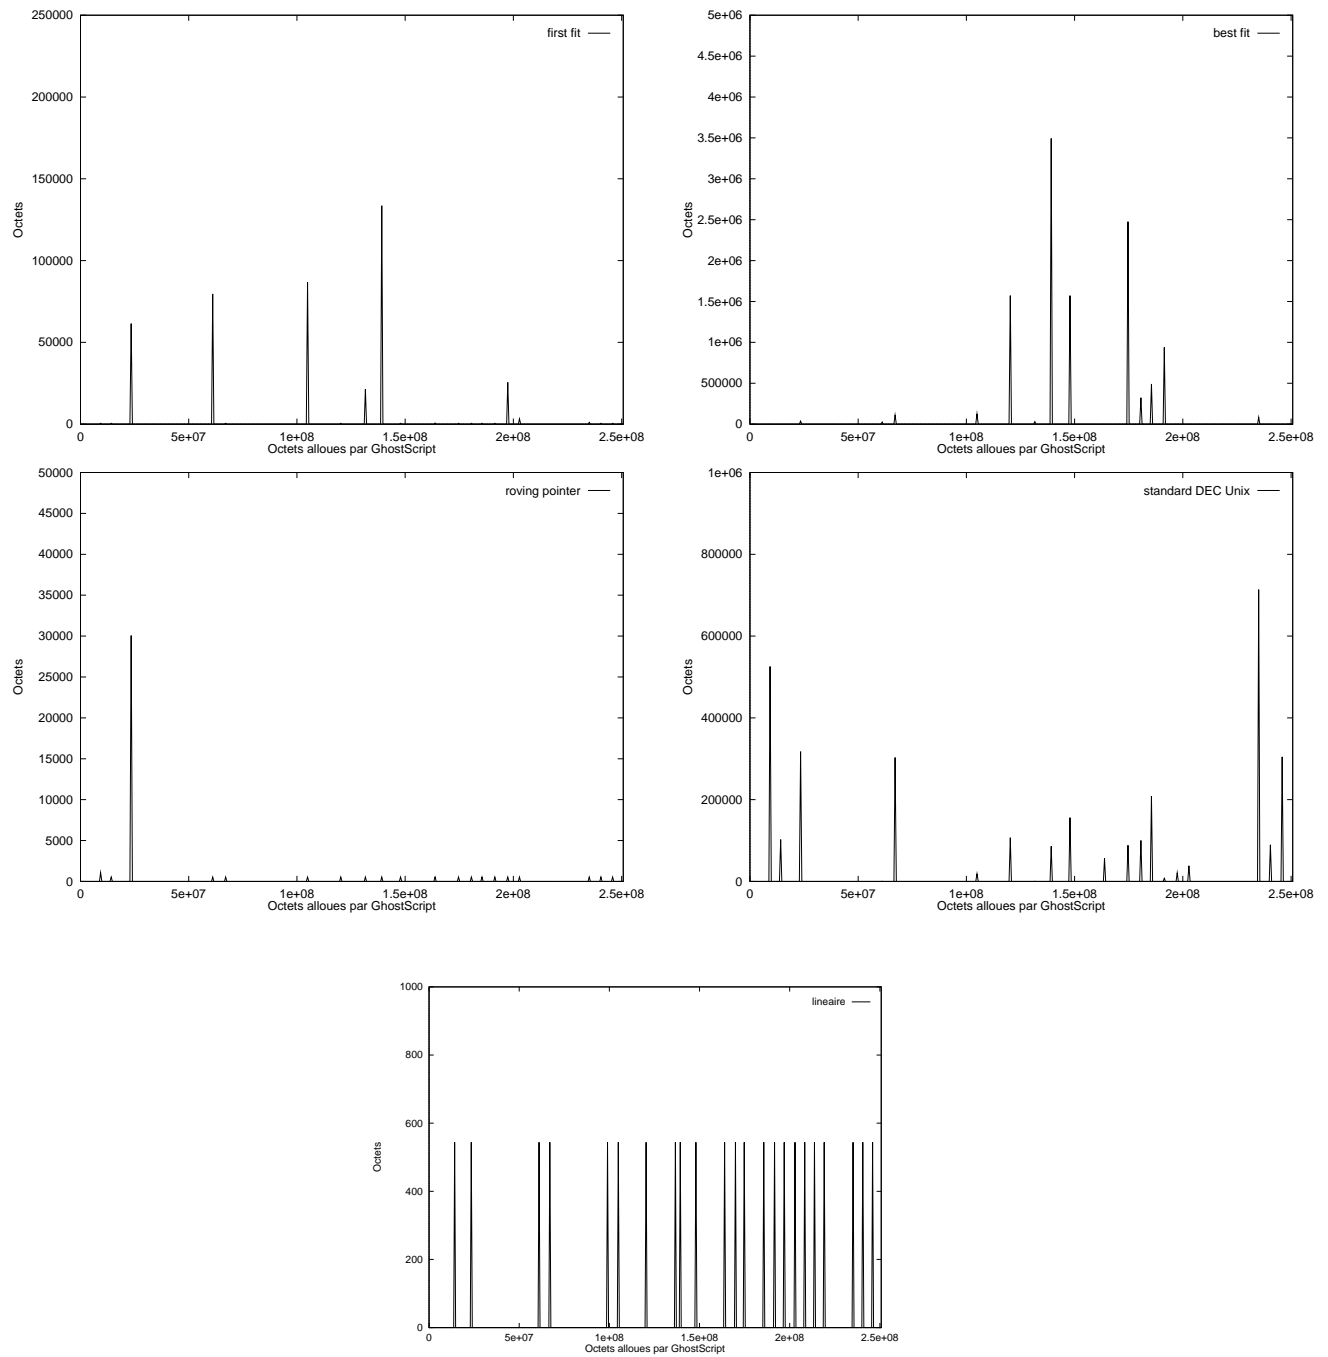 250000
first fit
200000
150000
Octets
100000
50000
0
0 5e+07 1e+08 1.5e+08 2e+08 2.5e+08
Octets alloues par GhostScript
5e+06
best fit
4.5e+06
4e+06
3.5e+06
3e+06
2.5e+06
Octets
2e+06
1.5e+06
1e+06
500000
0
0 5e+07 1e+08 1.5e+08 2e+08 2.5e+08
Octets alloues par GhostScript
50000
roving pointer
45000
40000
35000
30000
25000
Octets
20000
15000
10000
5000
0
0 5e+07 1e+08 1.5e+08 2e+08 2.5e+08
Octets alloues par GhostScript
1e+06
standard DEC Unix
800000
600000
Octets
400000
200000
0
0 5e+07 1e+08 1.5e+08 2e+08 2.5e+08
Octets alloues par GhostScript
1000
lineaire
800
600
Octets
400
200
0
0 5e+07 1e+08 1.5e+08 2e+08 2.5e+08
Octets alloues par GhostScript